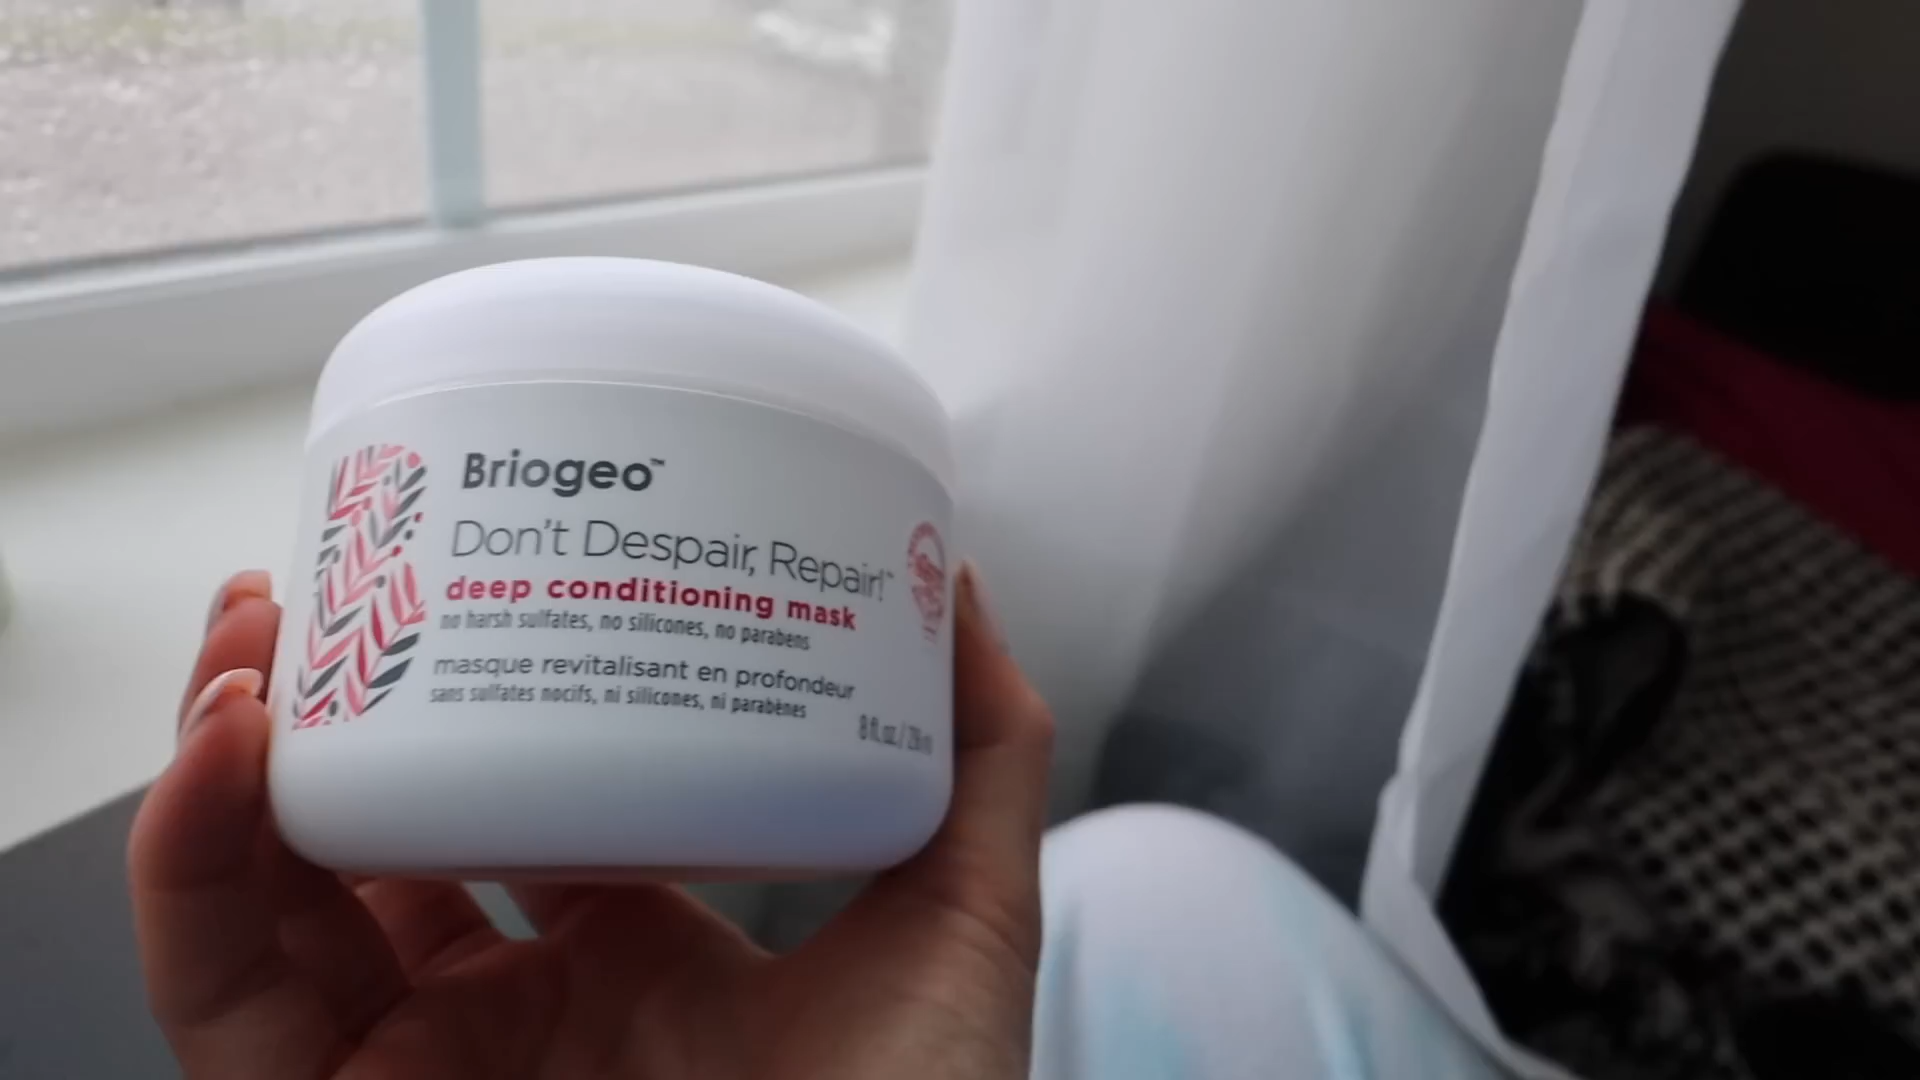 Briogeo™
Don't Despair, Repair!™
deep conditioning mask
no harsh sulfates, no silicones, no parabens
masque revitalisant en profondeur
sans sulfates nocifs, ni silicones, ni parabènes
8 fl.oz./